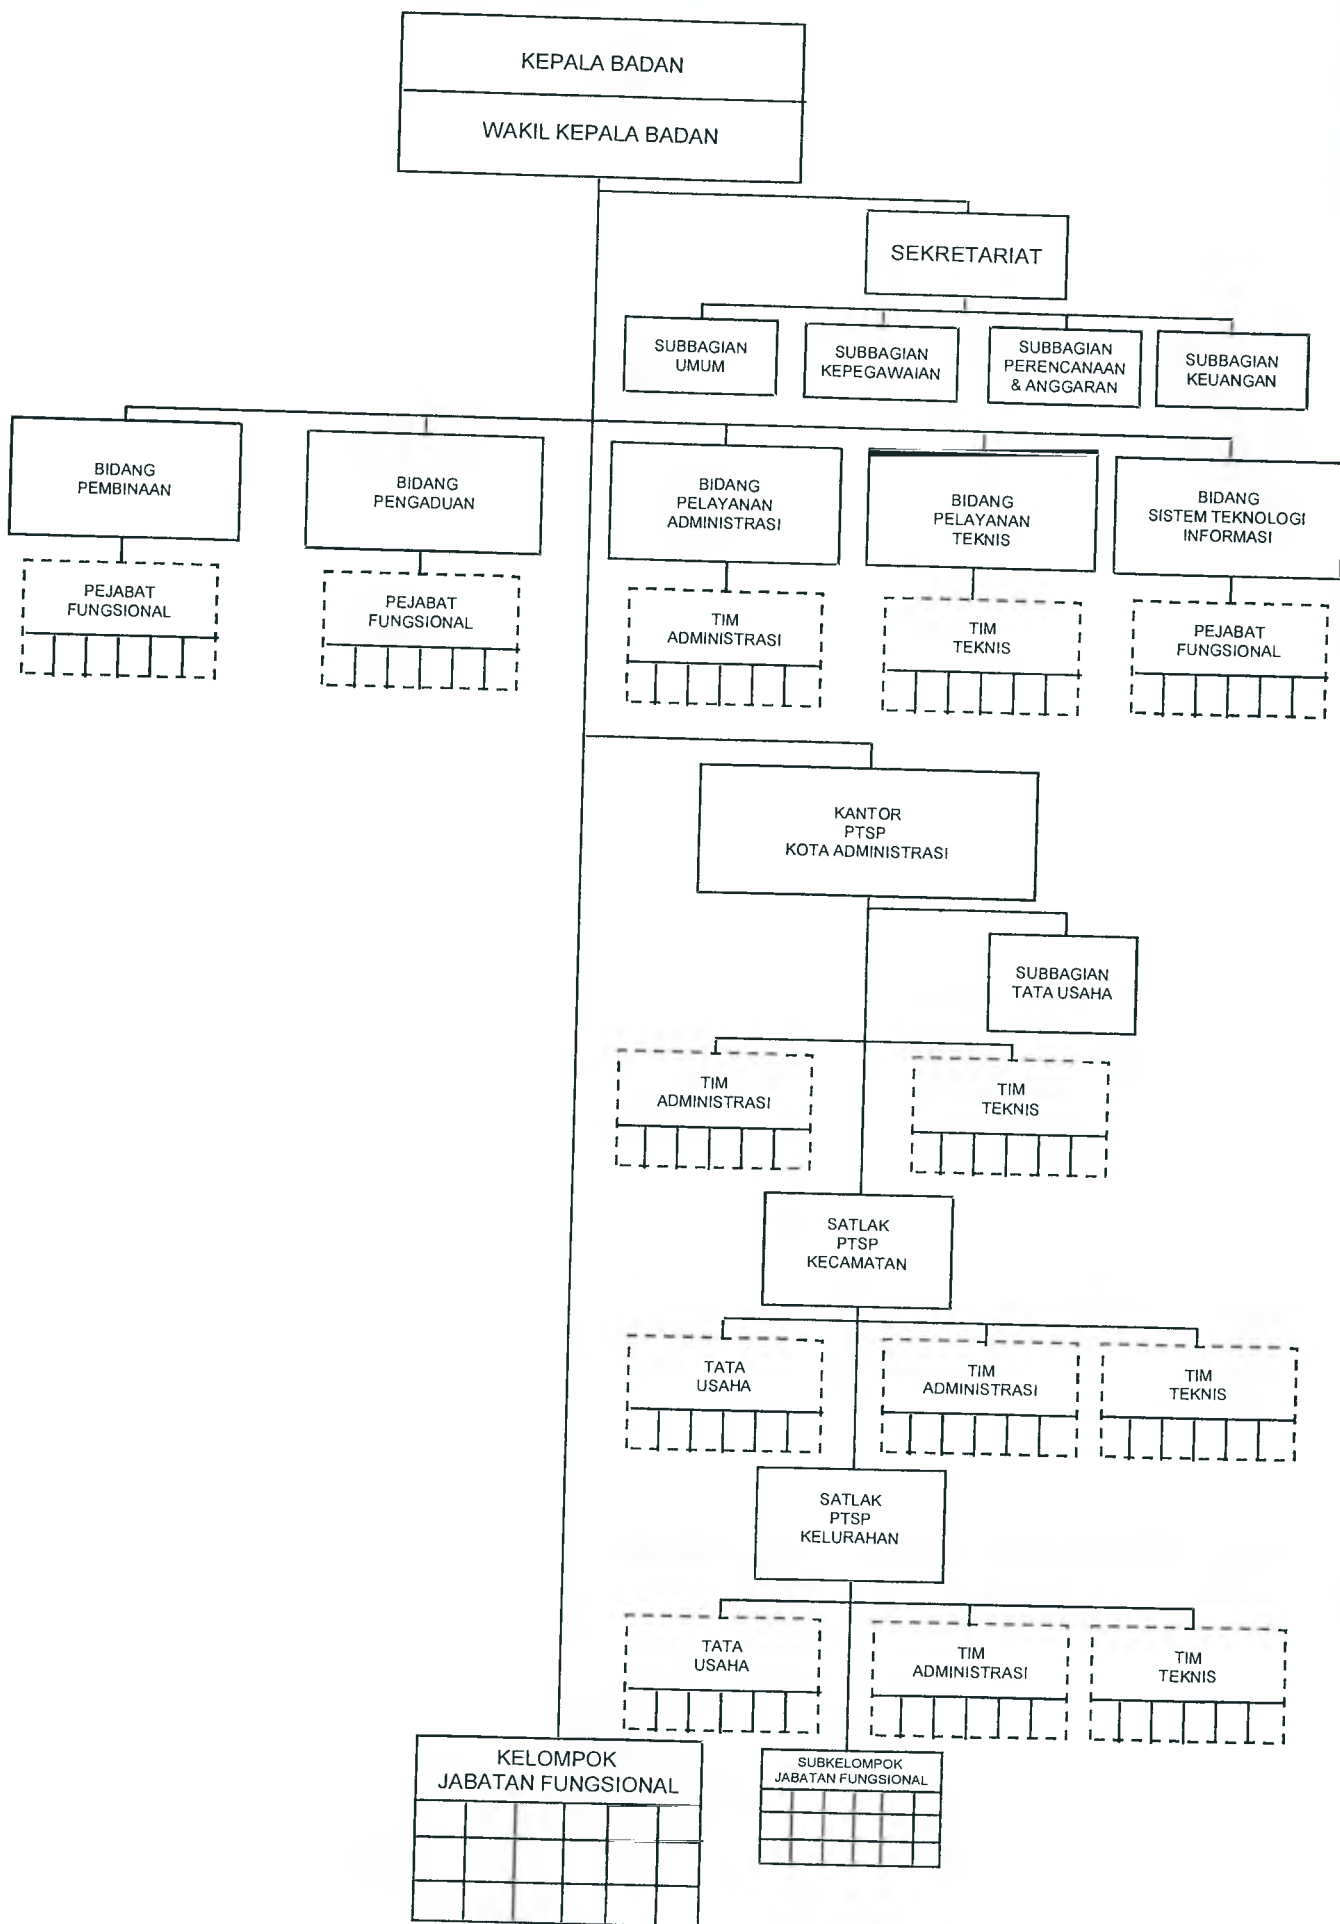 KEPALA BADAN
WAKIL KEPALA BADAN
SEKRETARIAT
SUBBAGIAN
UMUM
SUBBAGIAN
KEPEGAWAIAN
SUBBAGIAN
PERENCANAAN
& ANGGARAN
SUBBAGIAN
KEUANGAN
BIDANG
PEMBINAAN
BIDANG
PENGADUAN
BIDANG
PELAYANAN
ADMINISTRASI
BIDANG
PELAYANAN
TEKNIS
BIDANG
SISTEM TEKNOLOGI
INFORMASI
PEJABAT
FUNGSIONAL
PEJABAT
FUNGSIONAL
TIM
ADMINISTRASI
TIM
TEKNIS
PEJABAT
FUNGSIONAL
KANTOR
PTSP
KOTA ADMINISTRASI
SUBBAGIAN
TATA USAHA
TIM
ADMINISTRASI
TIM
TEKNIS
SATLAK
PTSP
KECAMATAN
TATA
USAHA
TIM
ADMINISTRASI
TIM
TEKNIS
SATLAK
PTSP
KELURAHAN
TATA
USAHA
TIM
ADMINISTRASI
TIM
TEKNIS
KELOMPOK
JABATAN FUNGSIONAL
SUBKELOMPOK
JABATAN FUNGSIONAL